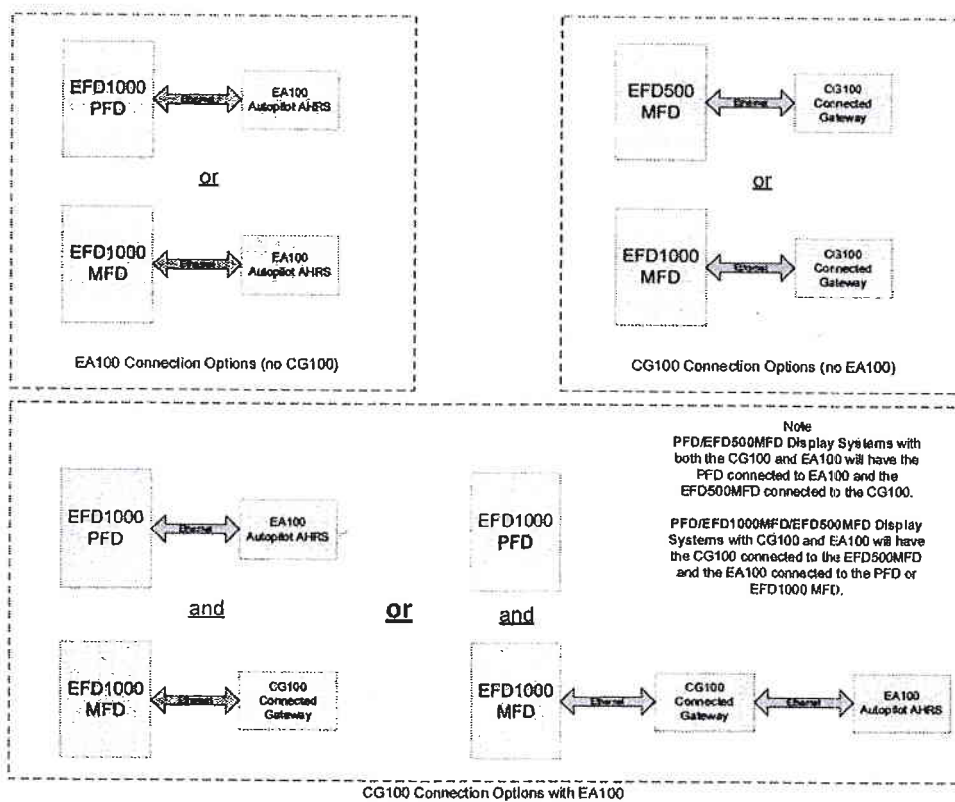 EFD1000
PFD
Ethernet
EA100
Autopilot AHRS
or
EFD1000
MFD
Ethernet
EA100
Autopilot AHRS
EA100 Connection Options (no CG100)
EFD500
MFD
Ethernet
CG100
Connected
Gateway
or
EFD1000
MFD
Ethernet
CG100
Connected
Gateway
CG100 Connection Options (no EA100)
EFD1000
PFD
Ethernet
EA100
Autopilot AHRS
and
EFD1000
MFD
Ethernet
CG100
Connected
Gateway
or
EFD1000
PFD
and
EFD1000
MFD
Ethernet
CG100
Connected
Gateway
Ethernet
EA100
Autopilot AHRS
Note
PFD/EFD500MFD Display Systems with
both the CG100 and EA100 will have the
PFD connected to EA100 and the
EFD500MFD connected to the CG100.
PFD/EFD1000MFD/EFD500MFD Display
Systems with CG100 and EA100 will have
the CG100 connected to the EFD500MFD
and the EA100 connected to the PFD or
EFD1000 MFD.
CG100 Connection Options with EA100